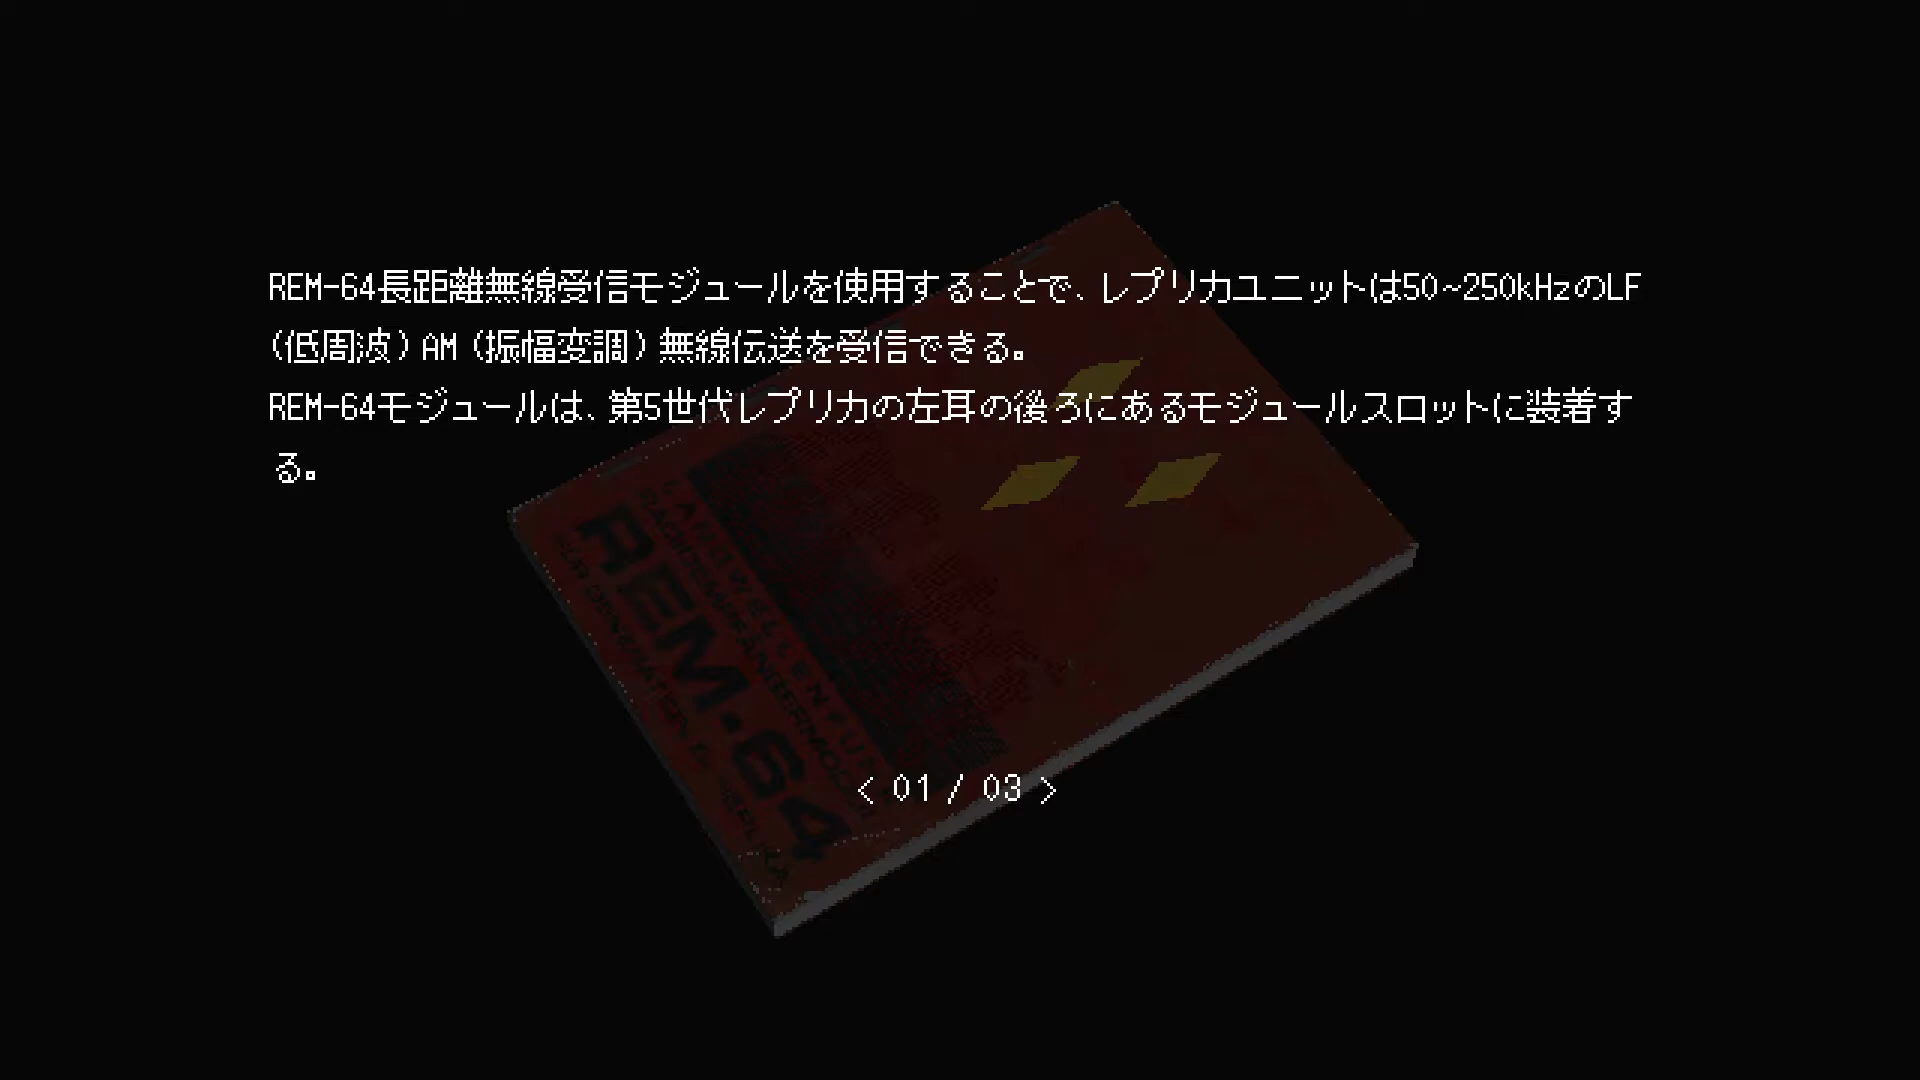 REM-64長距離無線受信モジュールを使用することで、レプリカユニットは50~250kHzのLF
(低周波)AM(振幅変調)無線伝送を受信できる。
REM-64モジュールは、第5世代レプリカの左耳の後ろにあるモジュールスロットに装着す
る。
REM-64
< 01 / 03 >